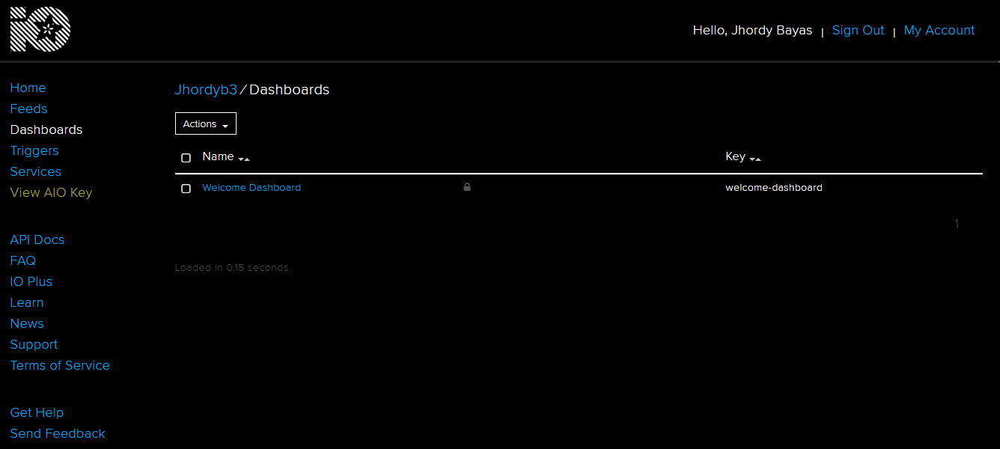 iO
Hello, Jhordy Bayas | Sign Out | My Account
Home
Feeds
Dashboards
Triggers
Services
View AIO Key
API Docs
FAQ
IO Plus
Learn
News
Support
Terms of Service
Get Help
Send Feedback
Jhordyb3 / Dashboards
Actions
Name Key
Welcome Dashboard welcome-dashboard
1
Loaded in 0.15 seconds.